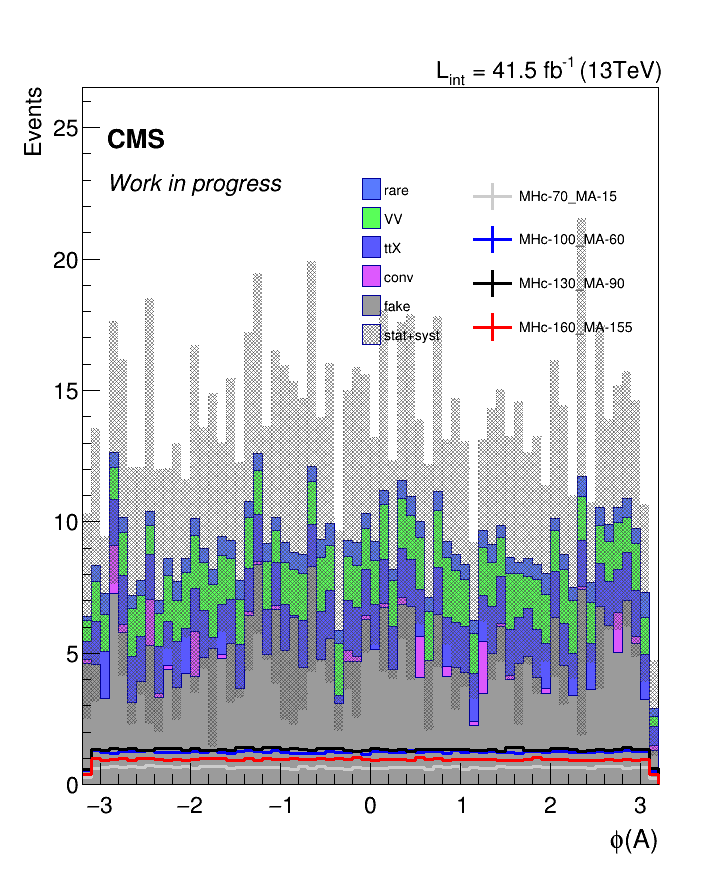 L_int = 41.5 fb^-1 (13TeV)
Events
CMS
Work in progress
rare
VV
ttX
conv
fake
stat+syst
MHc-70_MA-15
MHc-100_MA-60
MHc-130_MA-90
MHc-160_MA-155
25
20
15
10
5
0
−3 −2 −1 0 1 2 3
ϕ(A)